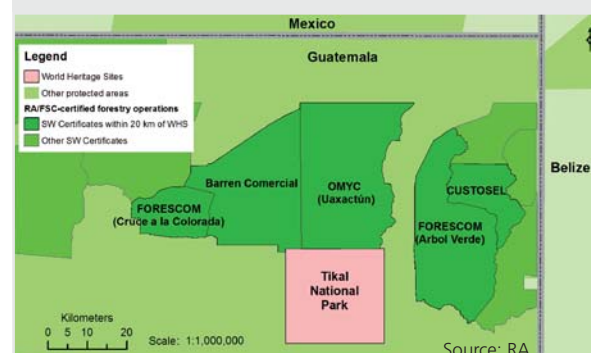 Mexico
Guatemala
Belize
Legend
World Heritage Sites
Other protected areas
RA/FSC-certified forestry operations
SW Certificates within 20 km of WHS
Other SW Certificates
Barren Comercial
OMYC
(Uaxactún)
CUSTOSEL
FORESCOM
(Cruce a la Colorada)
FORESCOM
(Arbol Verde)
Tikal
National
Park
Kilometers
0 5 10 20
Scale: 1:1,000,000
Source: RA